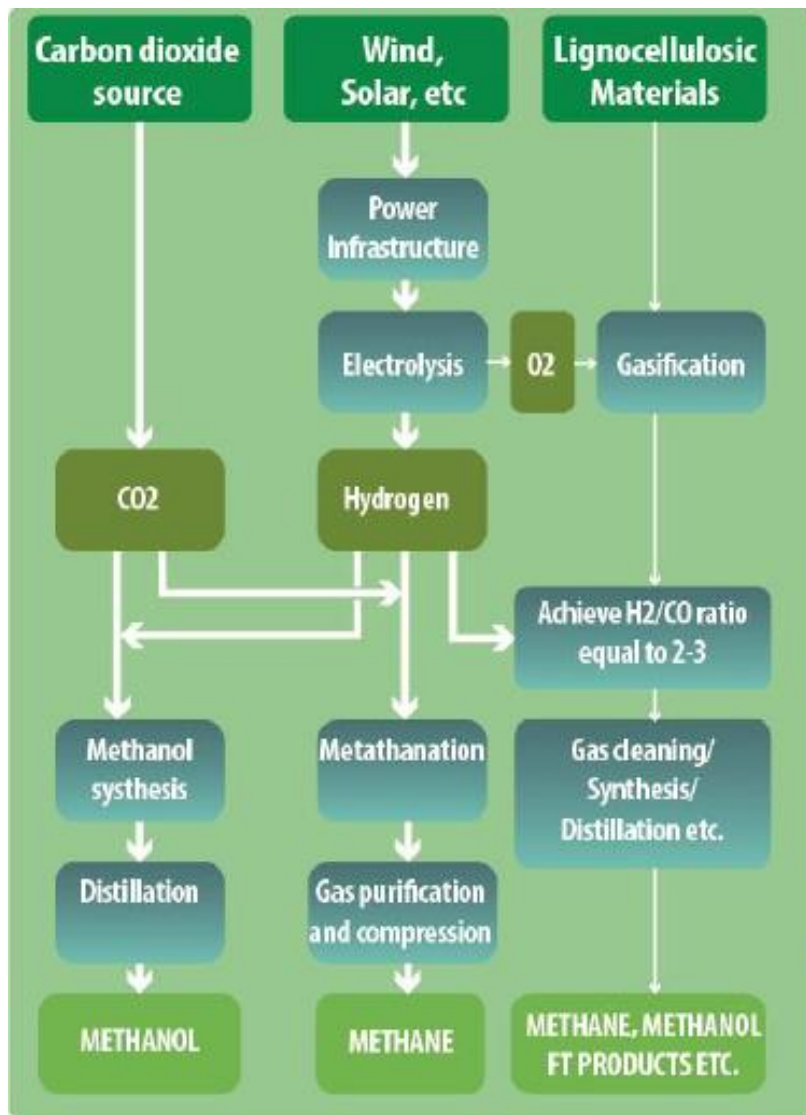 Carbon dioxide
source
Wind,
Solar, etc
Lignocellulosic
Materials
Power
Infrastructure
Electrolysis
O2
Gasification
CO2
Hydrogen
Achieve H2/CO ratio
equal to 2-3
Methanol
systhesis
Metathanation
Gas cleaning/
Synthesis/
Distillation etc.
Distillation
Gas purification
and compression
METHANOL
METHANE
METHANE, METHANOL
FT PRODUCTS ETC.